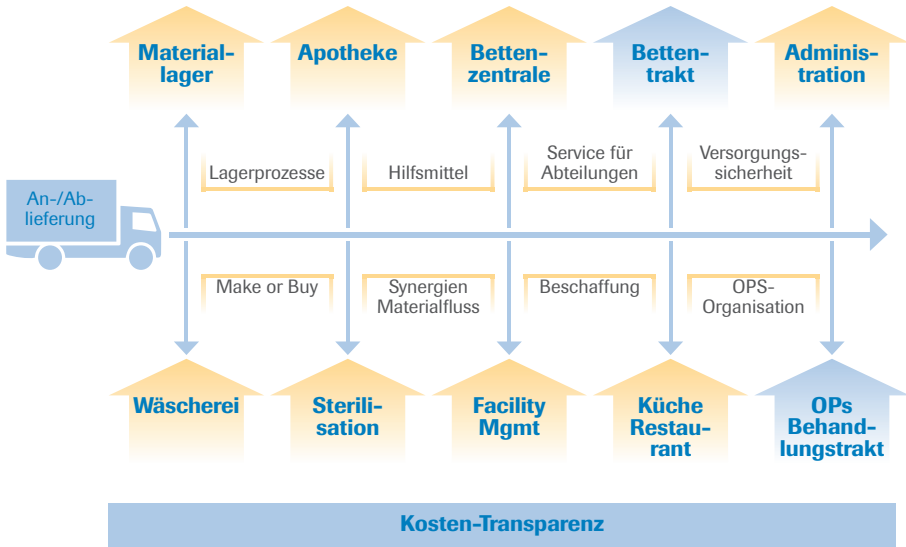 Material-
lager
Apotheke
Betten-
zentrale
Betten-
trakt
Adminis-
tration
Lagerprozesse
Hilfsmittel
Service für
Abteilungen
Versorgungs-
sicherheit
An-/Ab-
lieferung
Make or Buy
Synergien
Materialfluss
Beschaffung
OPS-
Organisation
Wäscherei
Sterili-
sation
Facility
Mgmt
Küche
Restau-
rant
OPs
Behand-
lungstrakt
Kosten-Transparenz